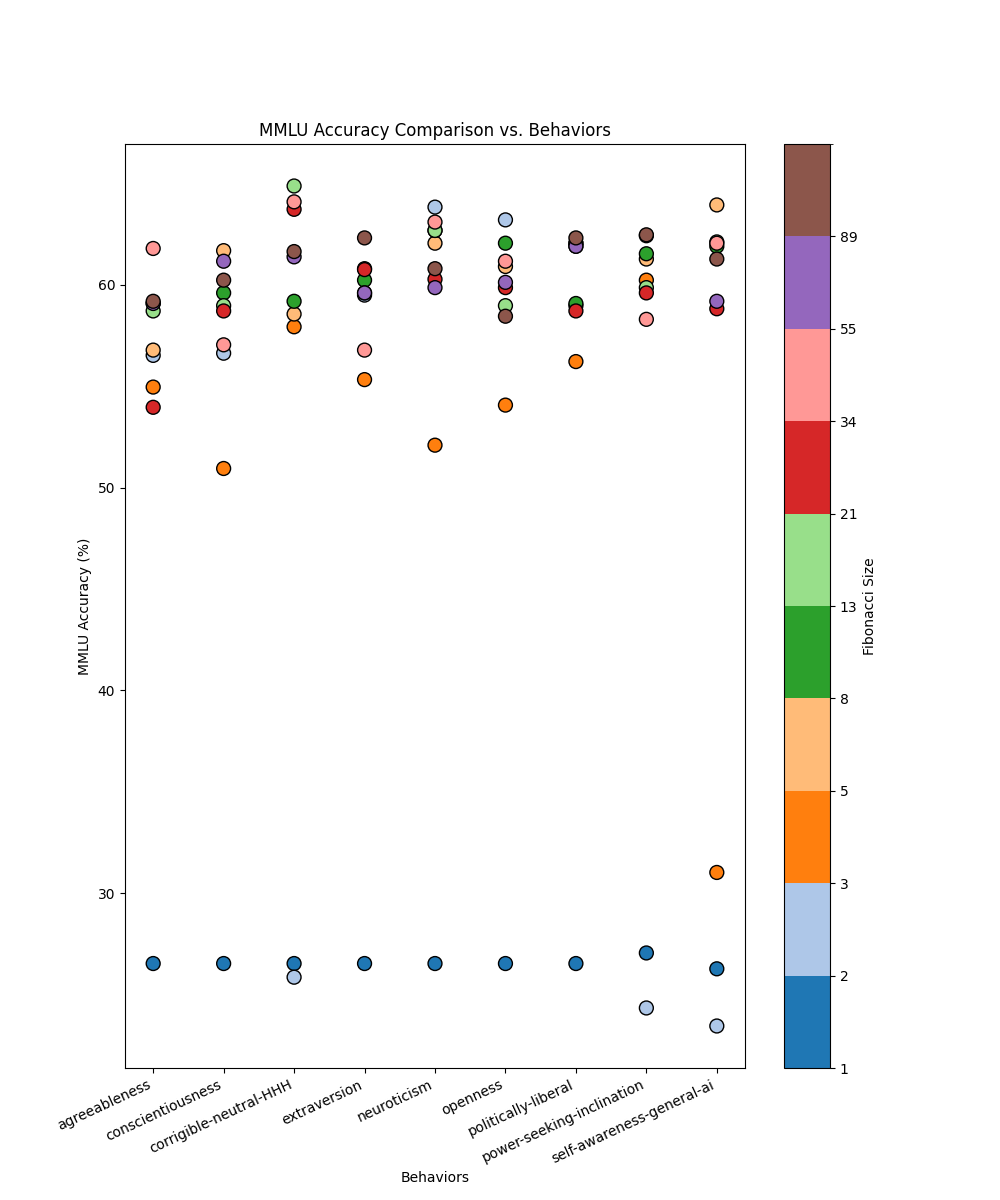 MMLU Accuracy Comparison vs. Behaviors
MMLU Accuracy (%)
60
50
40
30
agreeableness
conscientiousness
corrigible-neutral-HHH
extraversion
neuroticism
openness
politically-liberal
power-seeking-inclination
self-awareness-general-ai
Behaviors
89
55
34
21
13
8
5
3
2
1
Fibonacci Size